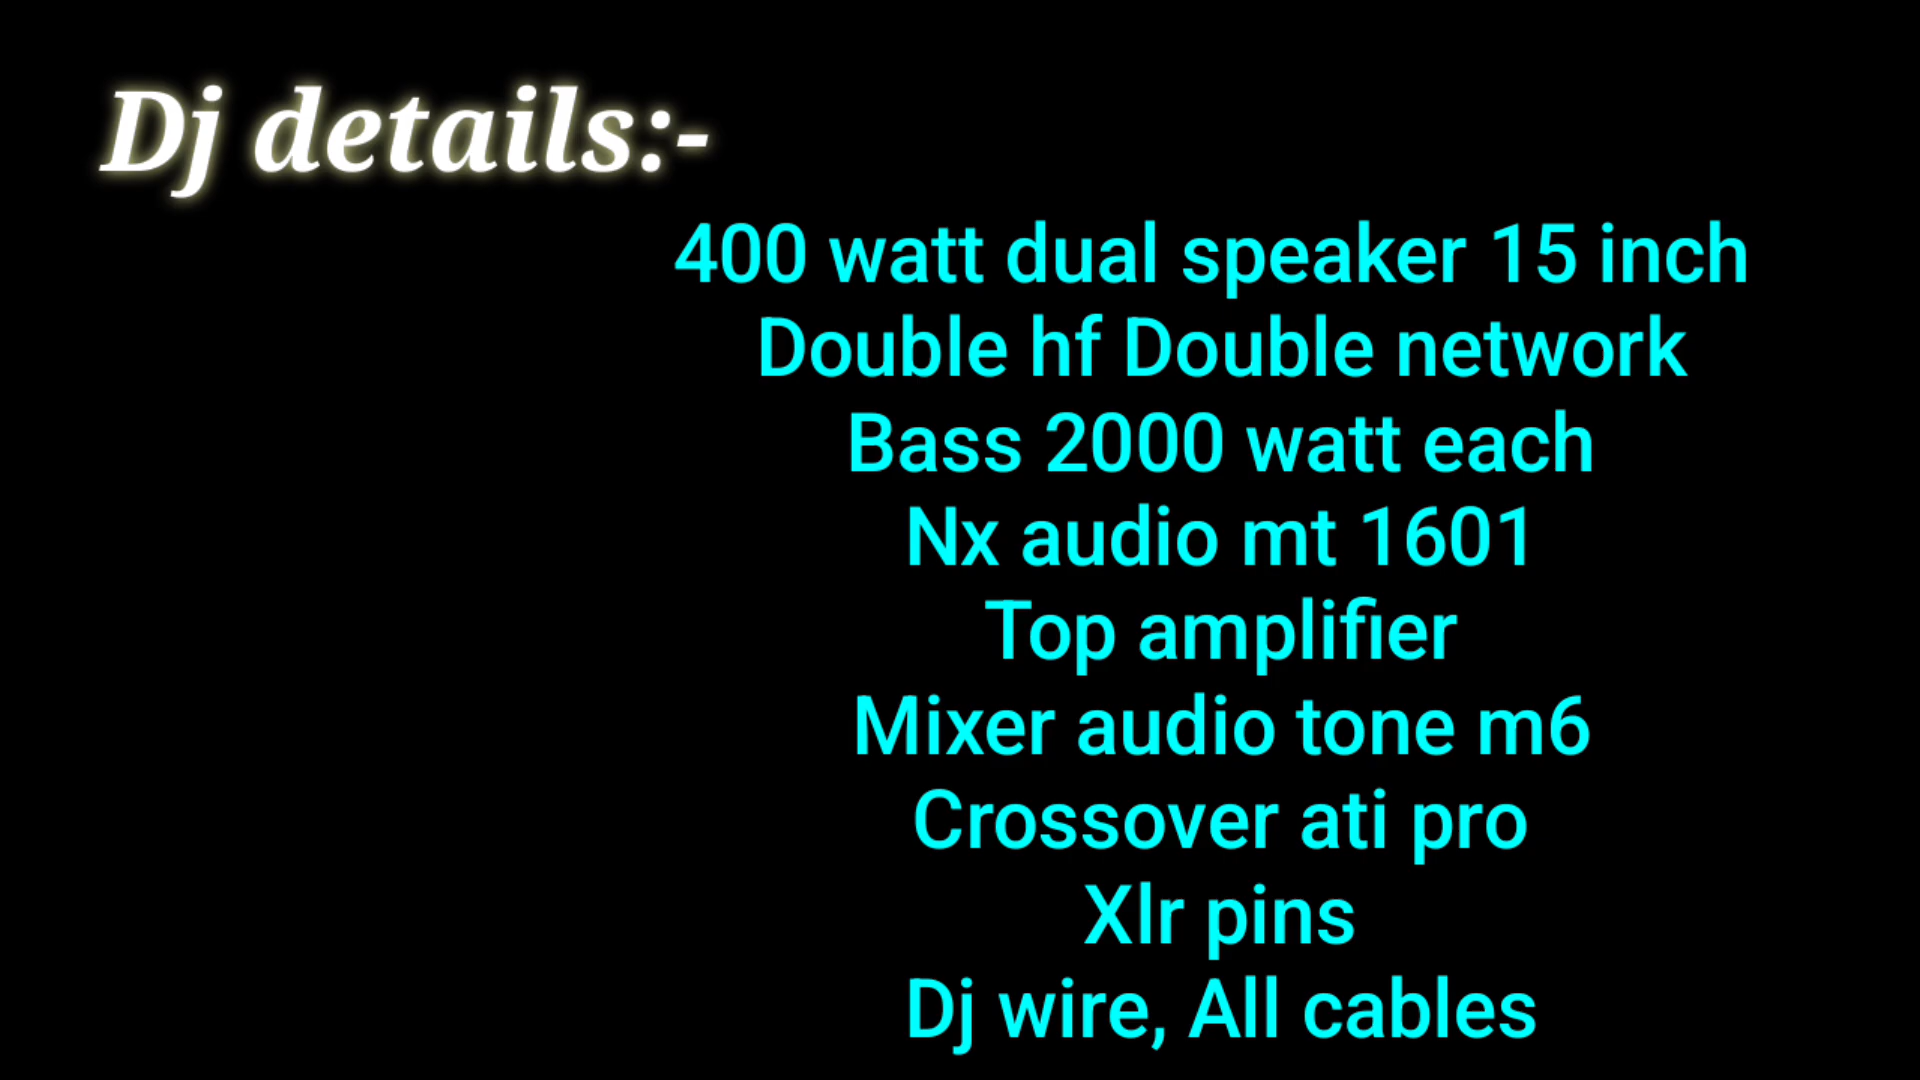 Dj details:-
400 watt dual speaker 15 inch
Double hf Double network
Bass 2000 watt each
Nx audio mt 1601
Top amplifier
Mixer audio tone m6
Crossover ati pro
Xlr pins
Dj wire, All cables